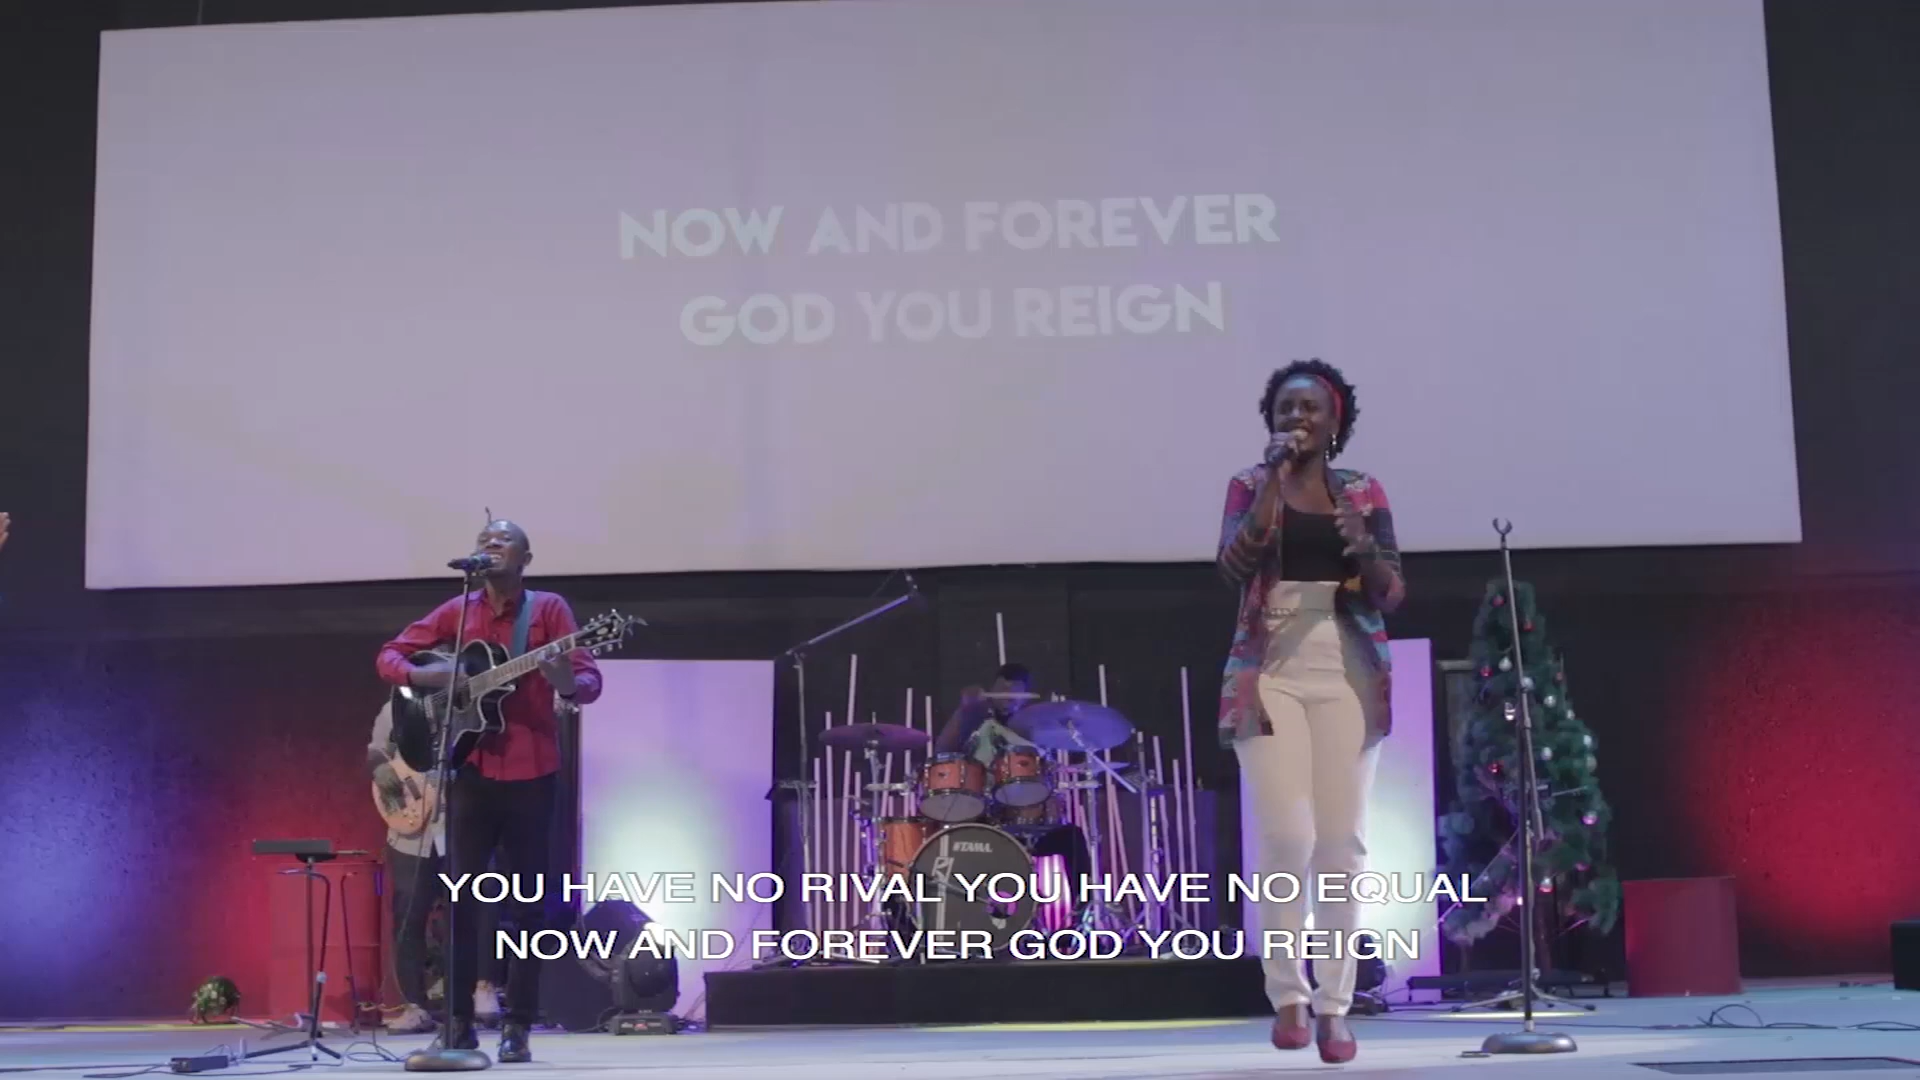 NOW AND FOREVER
GOD YOU REIGN
TAMA
YOU HAVE NO RIVAL YOU HAVE NO EQUAL
NOW AND FOREVER GOD YOU REIGN